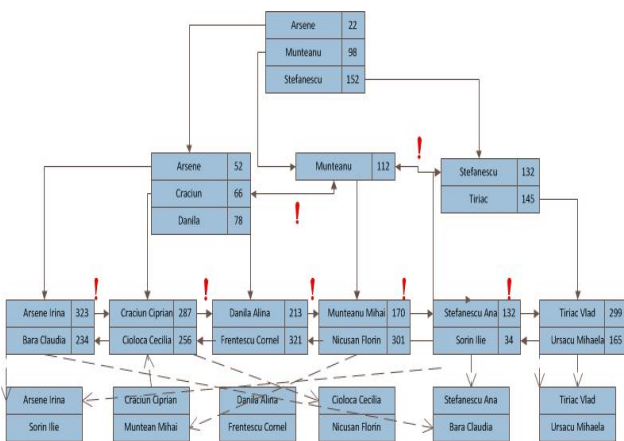 Arsene 22
Munteanu 98
Stefanescu 152
!
Arsene 52
Munteanu 112
Stefanescu 132
Craciun 66
Tiriac 145
Danila 78
!
! ! ! ! !
Arsene Irina 323 Craciun Ciprian 287 Danila Alina 213 Munteanu Mihai 170 Stefanescu Ana 132 Tiriac Vlad 299
Bara Claudia 234 Cioloca Cecilia 256 Frentescu Cornel 321 Nicusan Florin 301 Sorin Ilie 34 Ursacu Mihaela 165
Arsene Irina Craciun Ciprian Danila Alina Cioloca Cecilia Stefanescu Ana Tiriac Vlad
Sorin Ilie Muntean Mihai Frentescu Cornel Nicusan Florin Bara Claudia Ursacu Mihaela